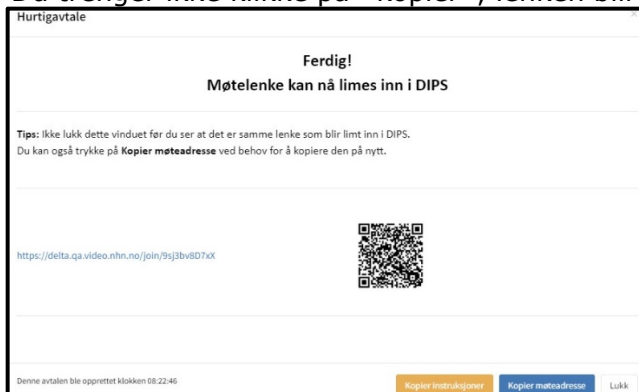 Hurtigavtale
Ferdig!
Møtelenke kan nå limes inn i DIPS
Tips: Ikke lukk dette vinduet før du ser at det er samme lenke som blir limt inn i DIPS.
Du kan også trykke på Kopier møteadresse ved behov for å kopiere den på nytt.
https://delta.qa.video.nhn.no/join/9sj3bv8D7xX
Denne avtalen ble opprettet klokken 08:22:46
Kopier instruksjoner Kopier møteadresse Lukk